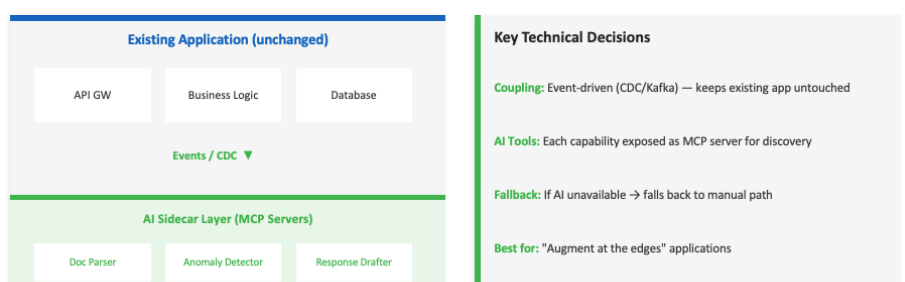 Existing Application (unchanged)
API GW
Business Logic
Database
Events / CDC ▼
AI Sidecar Layer (MCP Servers)
Doc Parser
Anomaly Detector
Response Drafter
Key Technical Decisions
Coupling: Event-driven (CDC/Kafka) — keeps existing app untouched
AI Tools: Each capability exposed as MCP server for discovery
Fallback: If AI unavailable → falls back to manual path
Best for: "Augment at the edges" applications